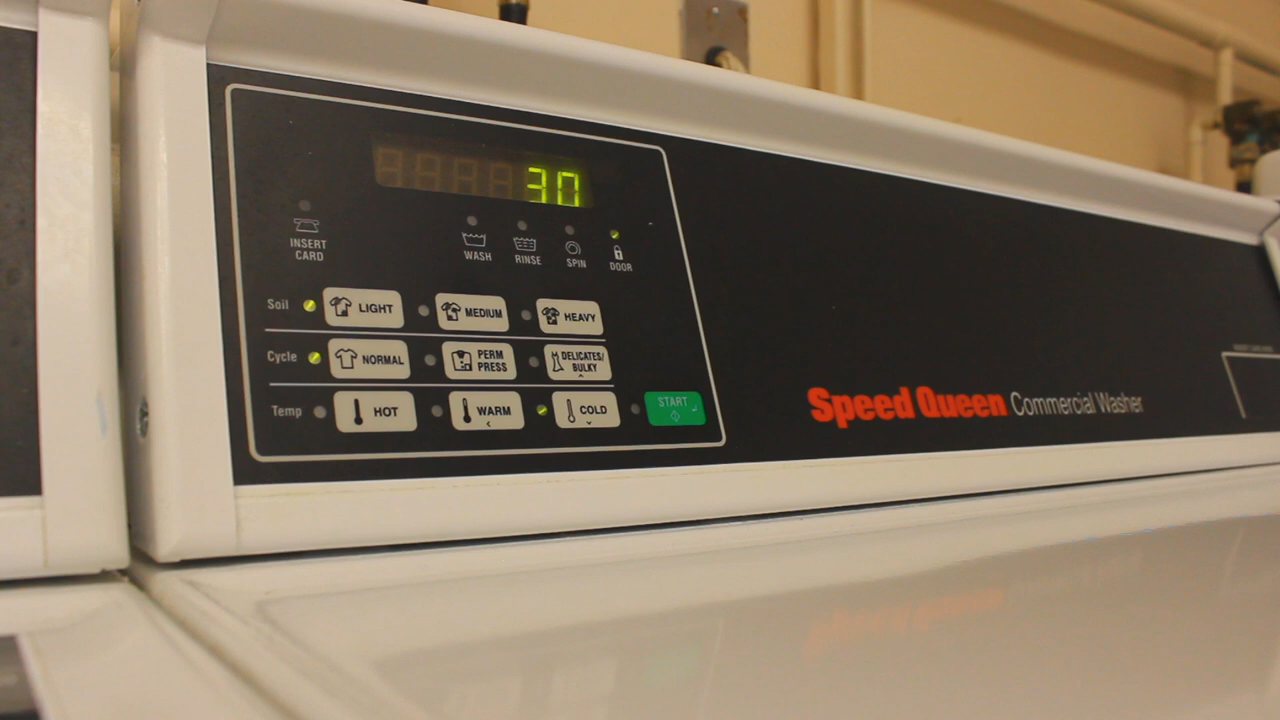 30
INSERT
CARD
WASH
RINSE
SPIN
DOOR
Soil
LIGHT
MEDIUM
HEAVY
Cycle
NORMAL
PERM
PRESS
DELICATES/
BULKY
Temp
HOT
WARM
COLD
START
Speed Queen Commercial Washer